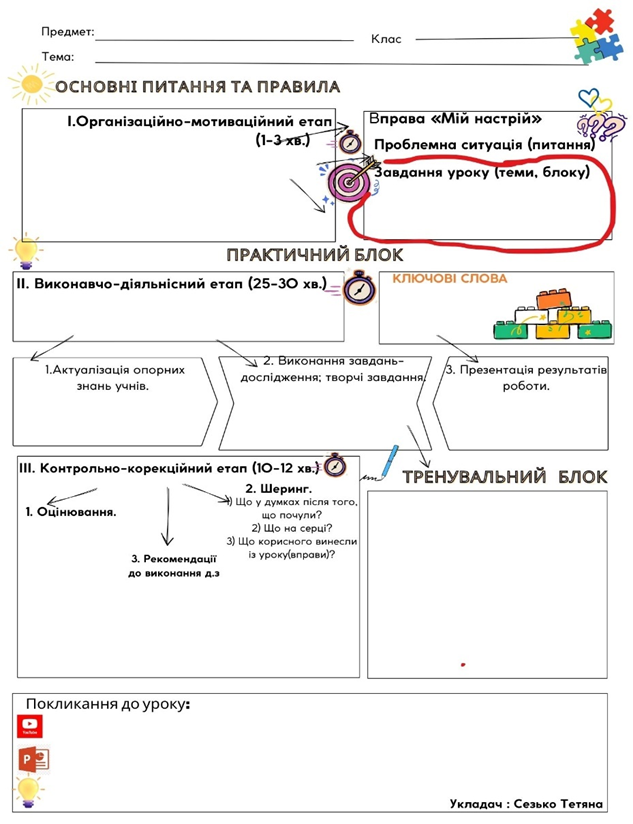 Предмет:
Клас
Тема:
ОСНОВНІ ПИТАННЯ ТА ПРАВИЛА
I.Організаційно-мотиваційний етап
(1-3 хв.)
Вправа «Мій настрій»
Проблемна ситуація (питання)
Завдання уроку (теми, блоку)
ПРАКТИЧНИЙ БЛОК
II. Виконавчо-діяльнісний етап (25-30 хв.)
КЛЮЧОВІ СЛОВА
1.Актуалізація опорних
знань учнів.
2. Виконання завдань-
дослідження; творчі завдання.
3. Презентація результатів
роботи.
III. Контрольно-корекційний етап (10-12 хв.)
ТРЕНУВАЛЬНИЙ БЛОК
1. Оцінювання.
2. Шеринг.
1) Що у думках після того,
що почули?
2) Що на серці?
3) Що корисного винесли
із уроку(вправи)?
3. Рекомендації
до виконання д.з
Покликання до уроку:
YouTube
P
Укладач : Сезько Тетяна